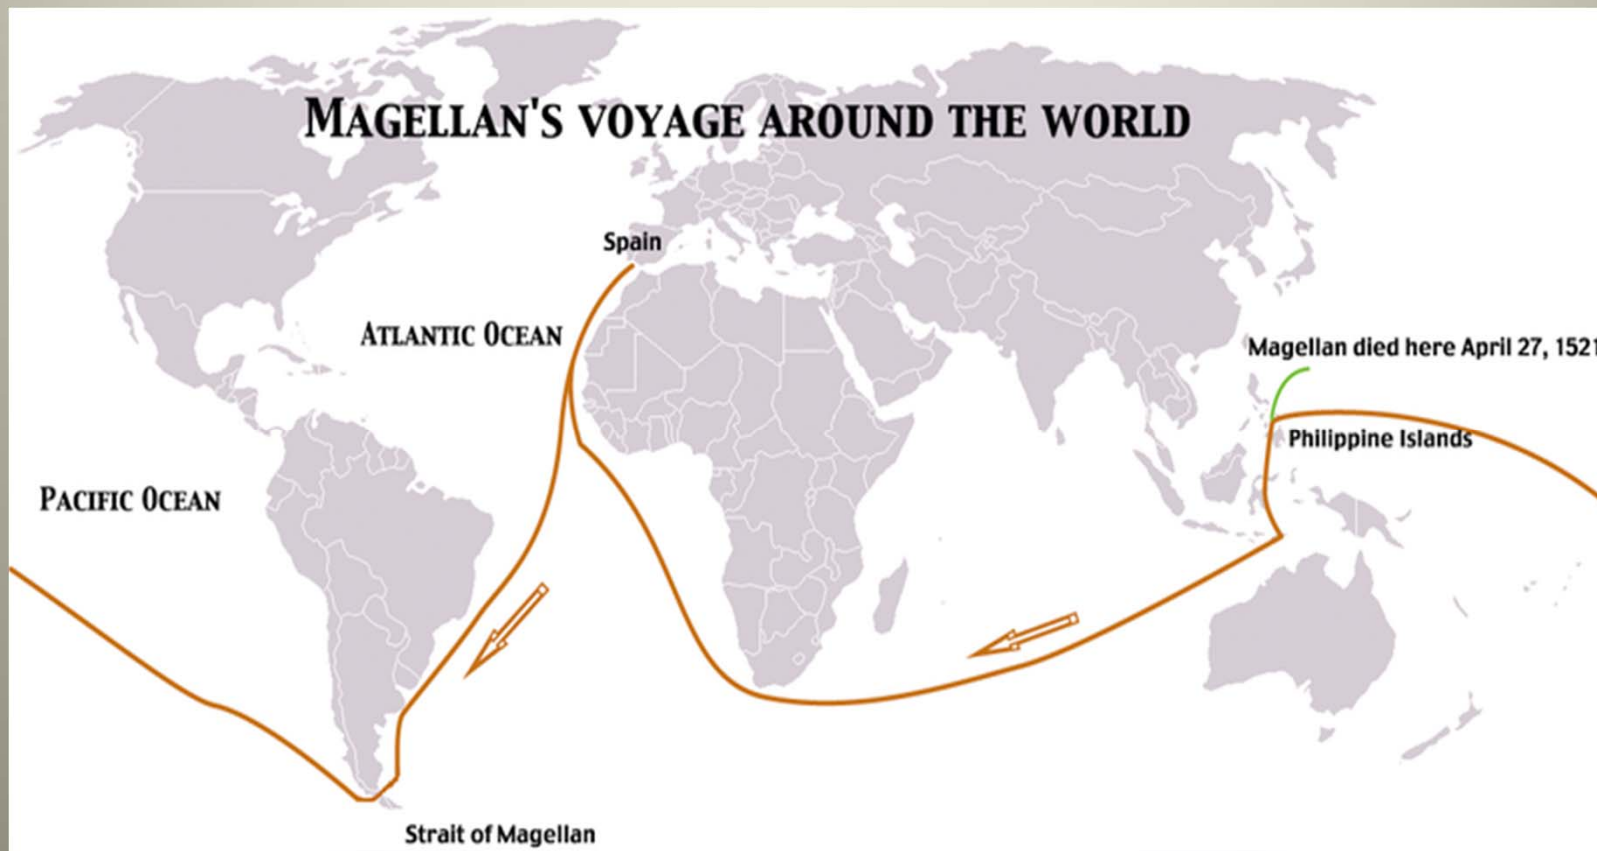 MAGELLAN'S VOYAGE AROUND THE WORLD
Spain
ATLANTIC OCEAN
Magellan died here April 27, 1521
Philippine Islands
PACIFIC OCEAN
Strait of Magellan